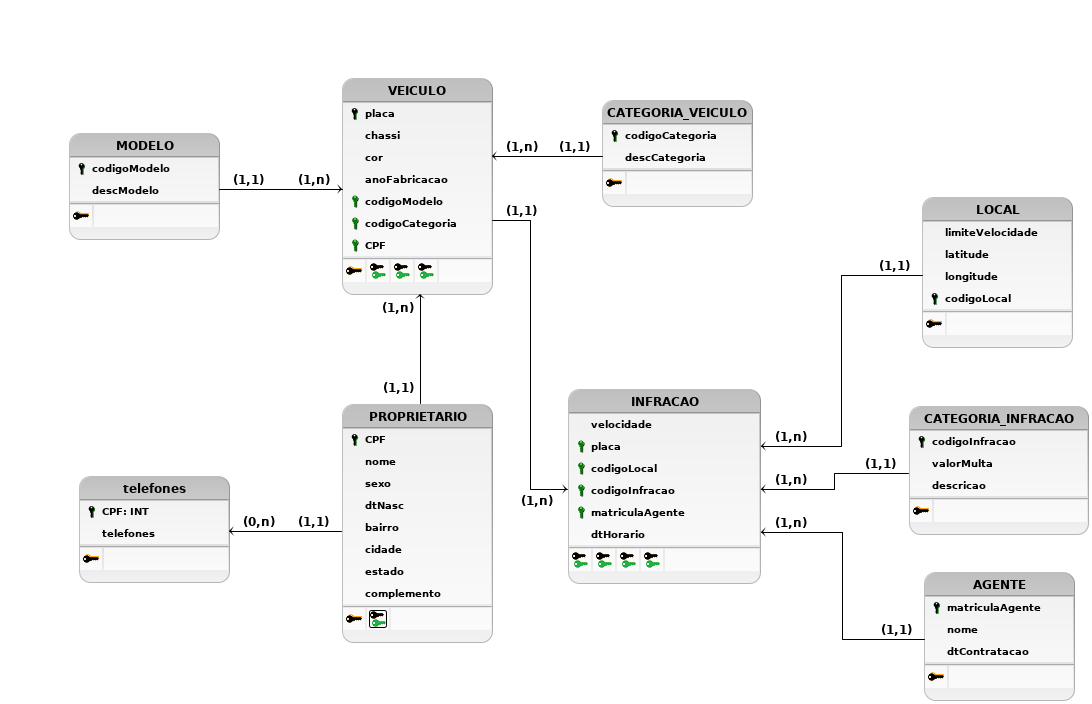 VEICULO
placa
chassi
cor
anoFabricacao
codigoModelo
codigoCategoria
CPF
CATEGORIA_VEICULO
codigoCategoria
descCategoria
MODELO
codigoModelo
descModelo
(1,1)
(1,n)
(1,n)
(1,1)
(1,1)
(1,n)
(1,1)
LOCAL
limiteVelocidade
latitude
longitude
codigoLocal
(1,1)
PROPRIETARIO
CPF
nome
sexo
dtNasc
bairro
cidade
estado
complemento
INFRACAO
velocidade
placa
codigoLocal
codigoInfracao
matriculaAgente
dtHorario
(1,n)
(1,n)
(1,n)
(1,n)
CATEGORIA_INFRACAO
codigoInfracao
valorMulta
descricao
(1,1)
telefones
CPF: INT
telefones
(0,n)
(1,1)
AGENTE
matriculaAgente
nome
dtContratacao
(1,1)